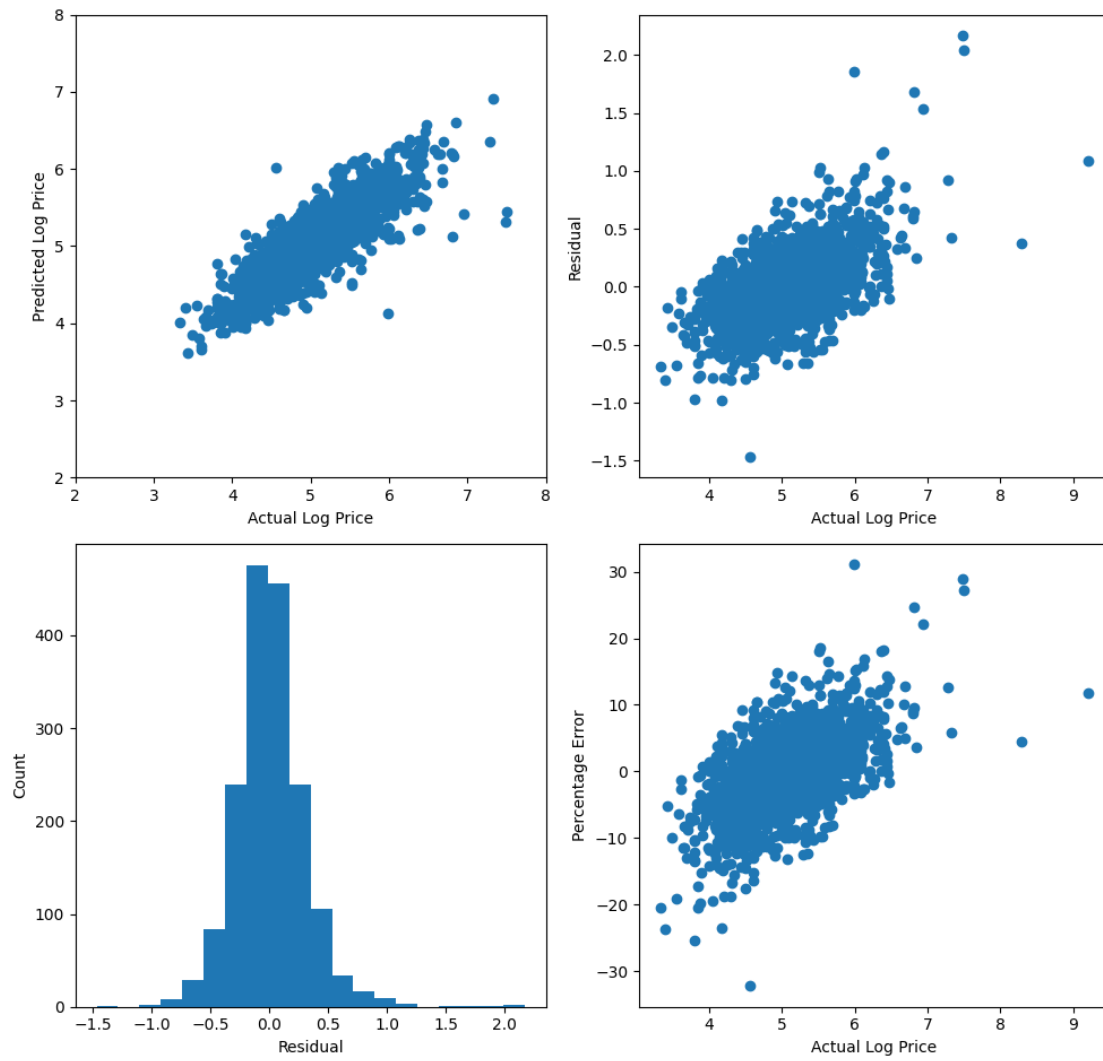 8
7
6
5
4
3
2
Predicted Log Price
2 3 4 5 6 7 8
Actual Log Price
2.0
1.5
1.0
0.5
0.0
−0.5
−1.0
−1.5
Residual
4 5 6 7 8 9
Actual Log Price
400
300
200
100
0
Count
−1.5 −1.0 −0.5 0.0 0.5 1.0 1.5 2.0
Residual
30
20
10
0
−10
−20
−30
Percentage Error
4 5 6 7 8 9
Actual Log Price